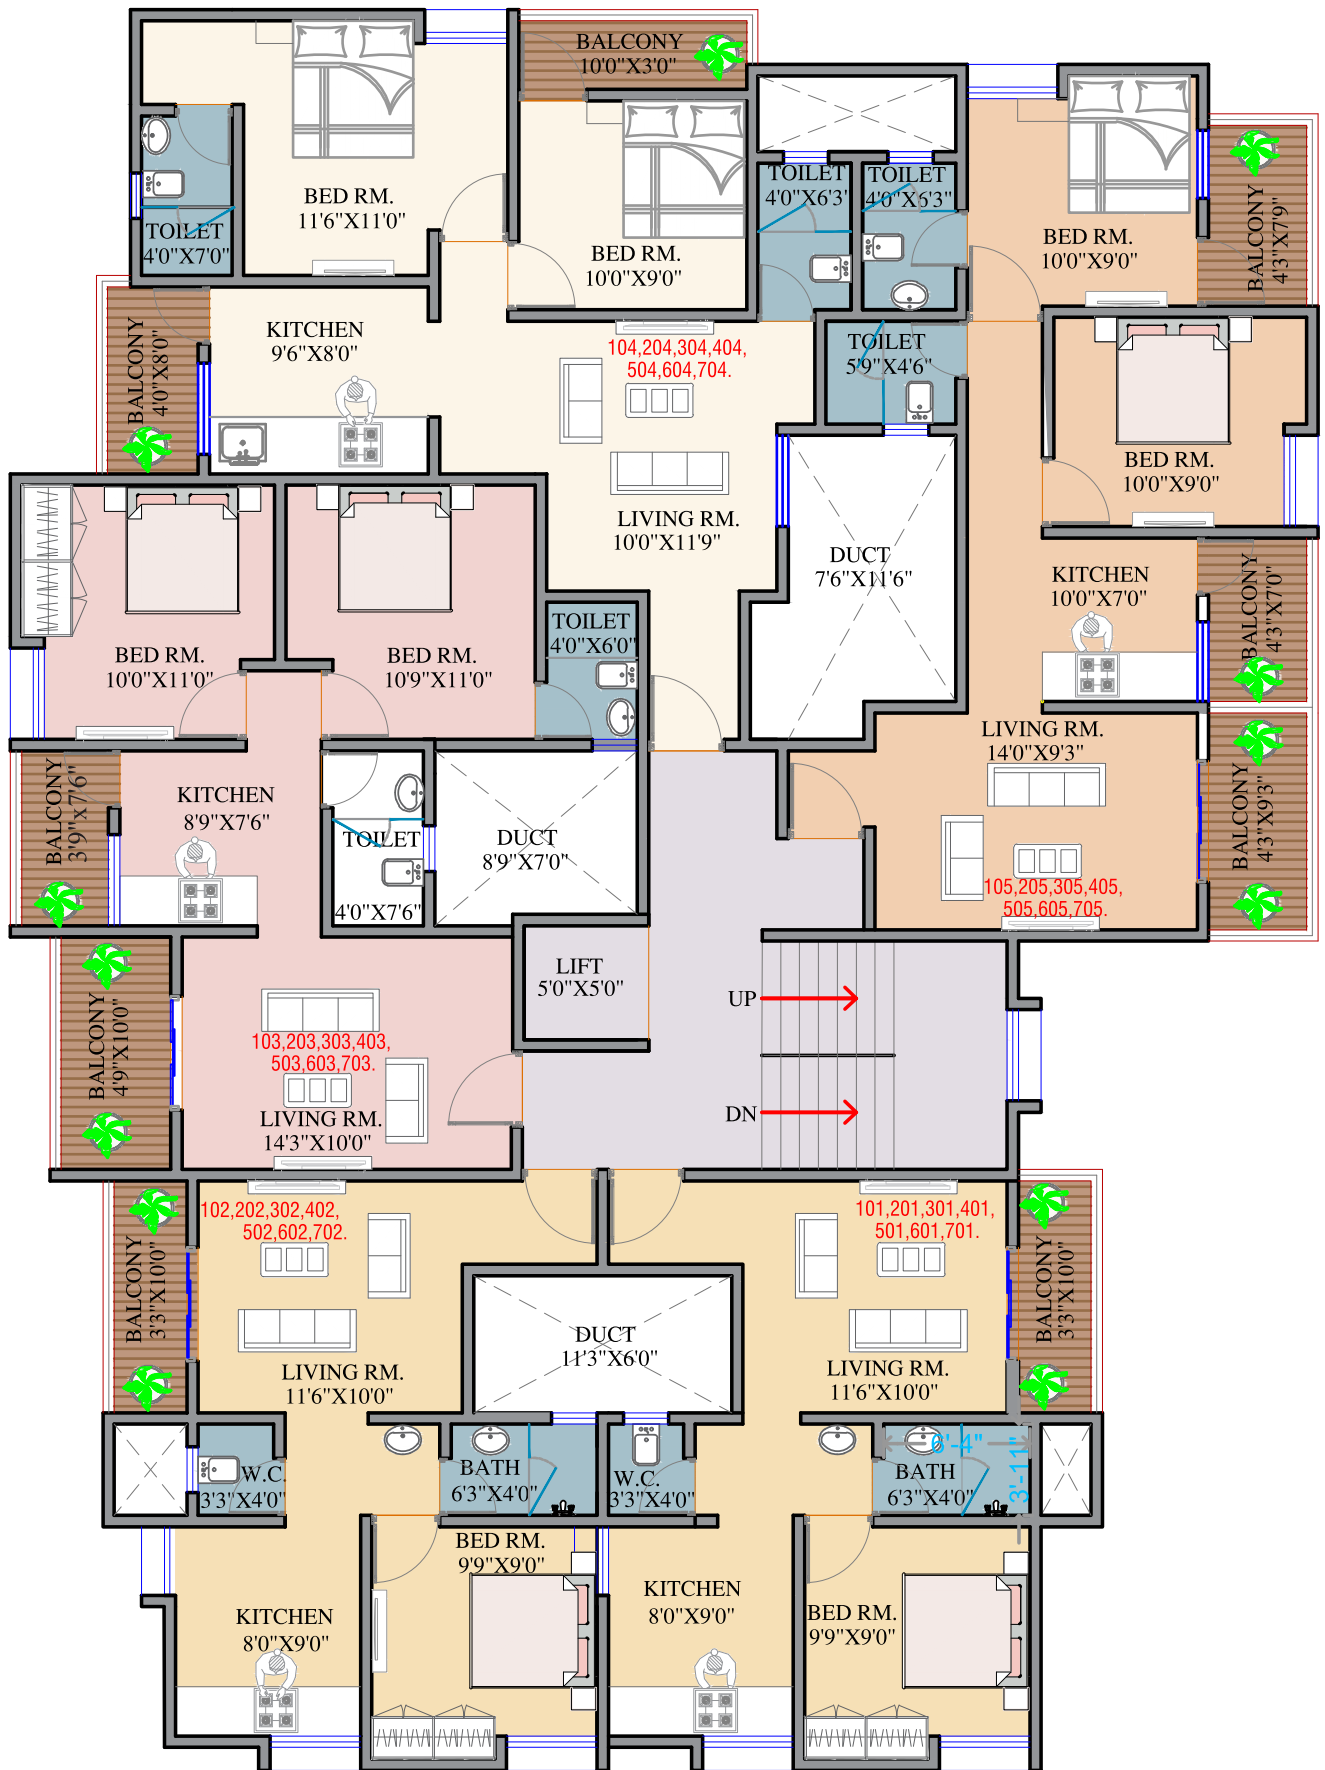 BALCONY
10'0"X3'0"
BED RM.
11'6"X11'0"
TOILET
4'0"X7'0"
BED RM.
10'0"X9'0"
TOILET
4'0"X6'3'
TOILET
4'0"X6'3"
BED RM.
10'0"X9'0"
BALCONY
4'3"X7'9"
KITCHEN
9'6"X8'0"
BALCONY
4'0"X8'0"
104,204,304,404,
504,604,704.
TOILET
5'9"X4'6"
BED RM.
10'0"X9'0"
LIVING RM.
10'0"X11'9"
DUCT
7'6"X11'6"
KITCHEN
10'0"X7'0"
BALCONY
4'3"X7'0"
BED RM.
10'0"X11'0"
BED RM.
10'9"X11'0"
TOILET
4'0"X6'0"
LIVING RM.
14'0"X9'3"
BALCONY
4'3"X9'3"
105,205,305,405,
505,605,705.
BALCONY
3'9"x7'6"
KITCHEN
8'9"X7'6"
TOILET
4'0"X7'6"
DUCT
8'9"X7'0"
LIFT
5'0"X5'0"
UP
DN
BALCONY
4'9"X10'0"
103,203,303,403,
503,603,703.
LIVING RM.
14'3"X10'0"
102,202,302,402,
502,602,702.
101,201,301,401,
501,601,701.
BALCONY
3'3"X10'0"
BALCONY
3'3"X10'0"
LIVING RM.
11'6"X10'0"
DUCT
11'3"X6'0"
LIVING RM.
11'6"X10'0"
W.C.
3'3"X4'0"
BATH
6'3"X4'0"
W.C.
3'3"X4'0"
BATH
6'3"X4'0"
6'-4"
3'-11"
BED RM.
9'9"X9'0"
KITCHEN
8'0"X9'0"
KITCHEN
8'0"X9'0"
BED RM.
9'9"X9'0"